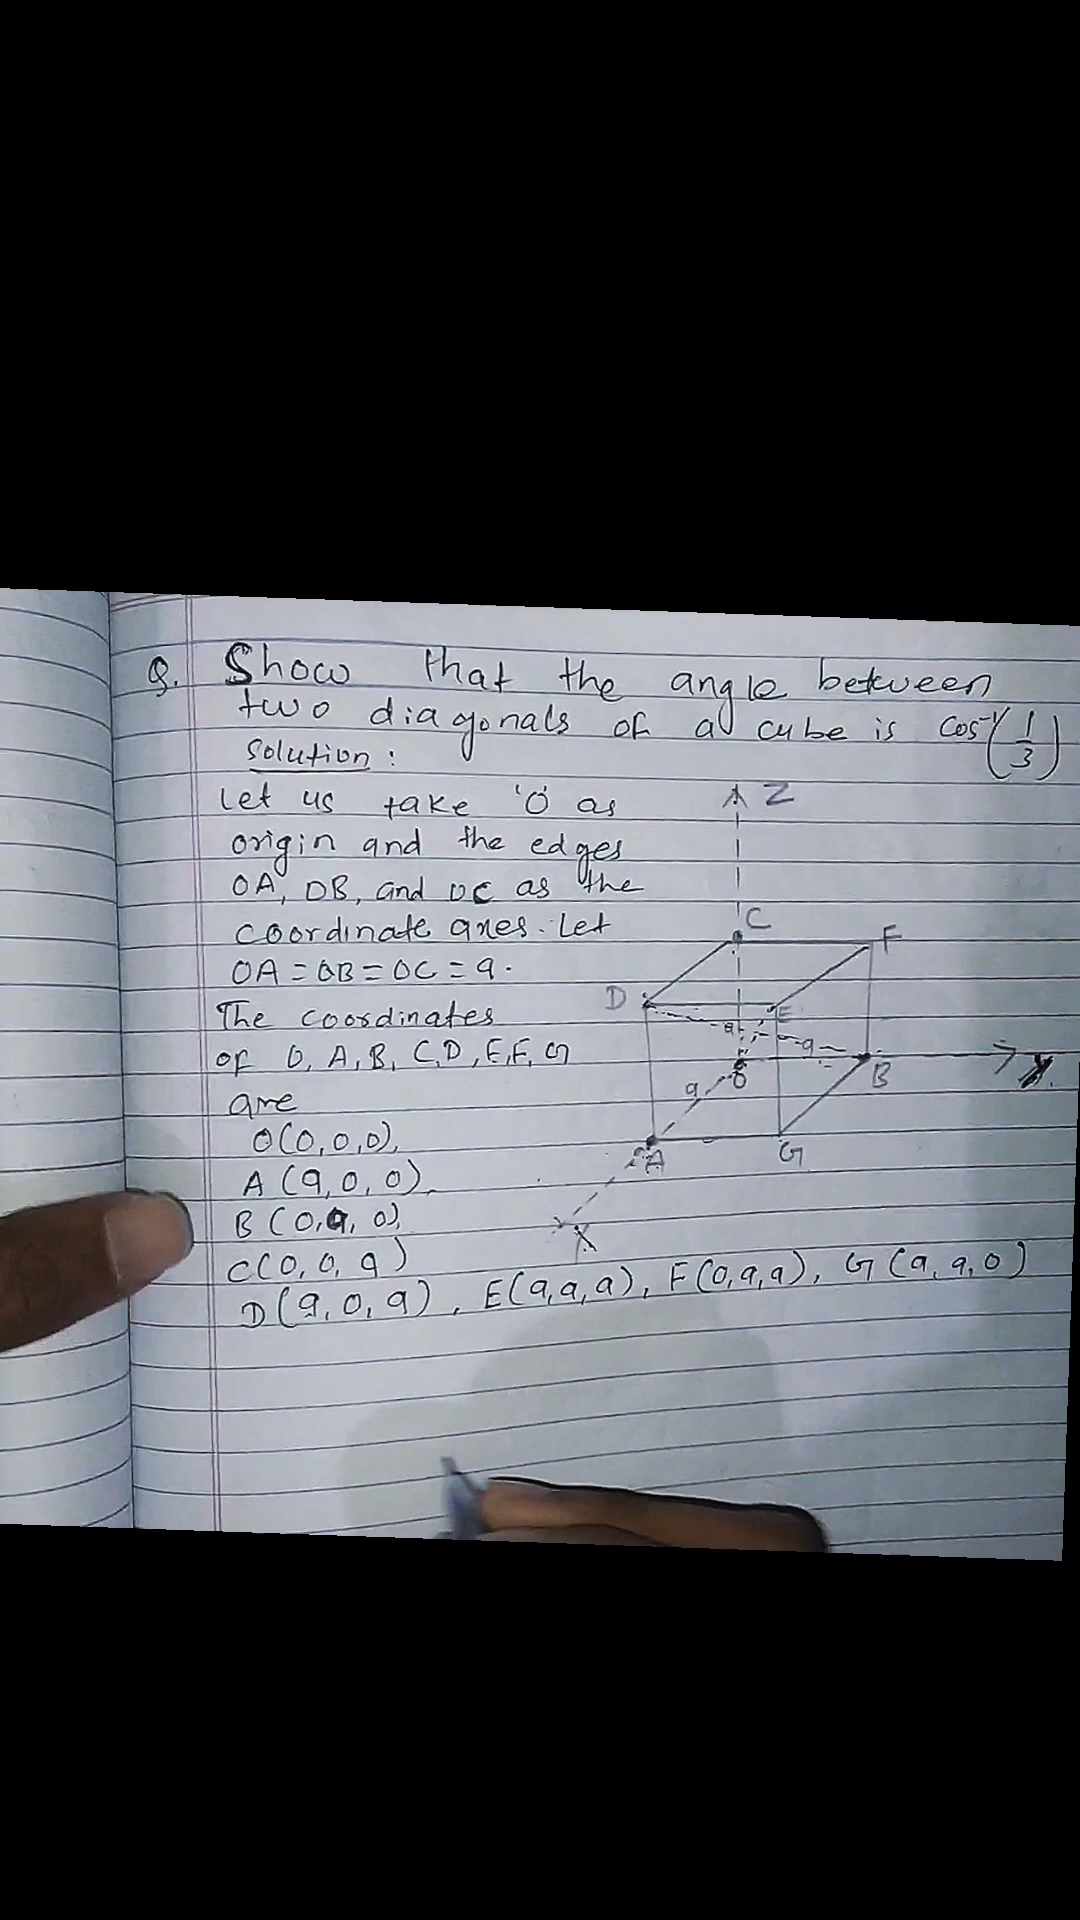 Q. Show that the angle between
two diagonals of a cube is cos⁻¹(1/3)
Solution:
Let us take 'O' as
origin and the edges
OA, OB, and OC as the
coordinate axes. Let
OA = OB = OC = a.
The coordinates
of O, A, B, C, D, E, F, G
are
O(0,0,0),
A (a, 0, 0),
B (0, a, 0),
C(0, 0, a)
D(a, 0, a), E(a,a,a), F(0,a,a), G(a, a, 0)
Z
C
F
D
E
a
a
B
Y
O
a
A
G
X